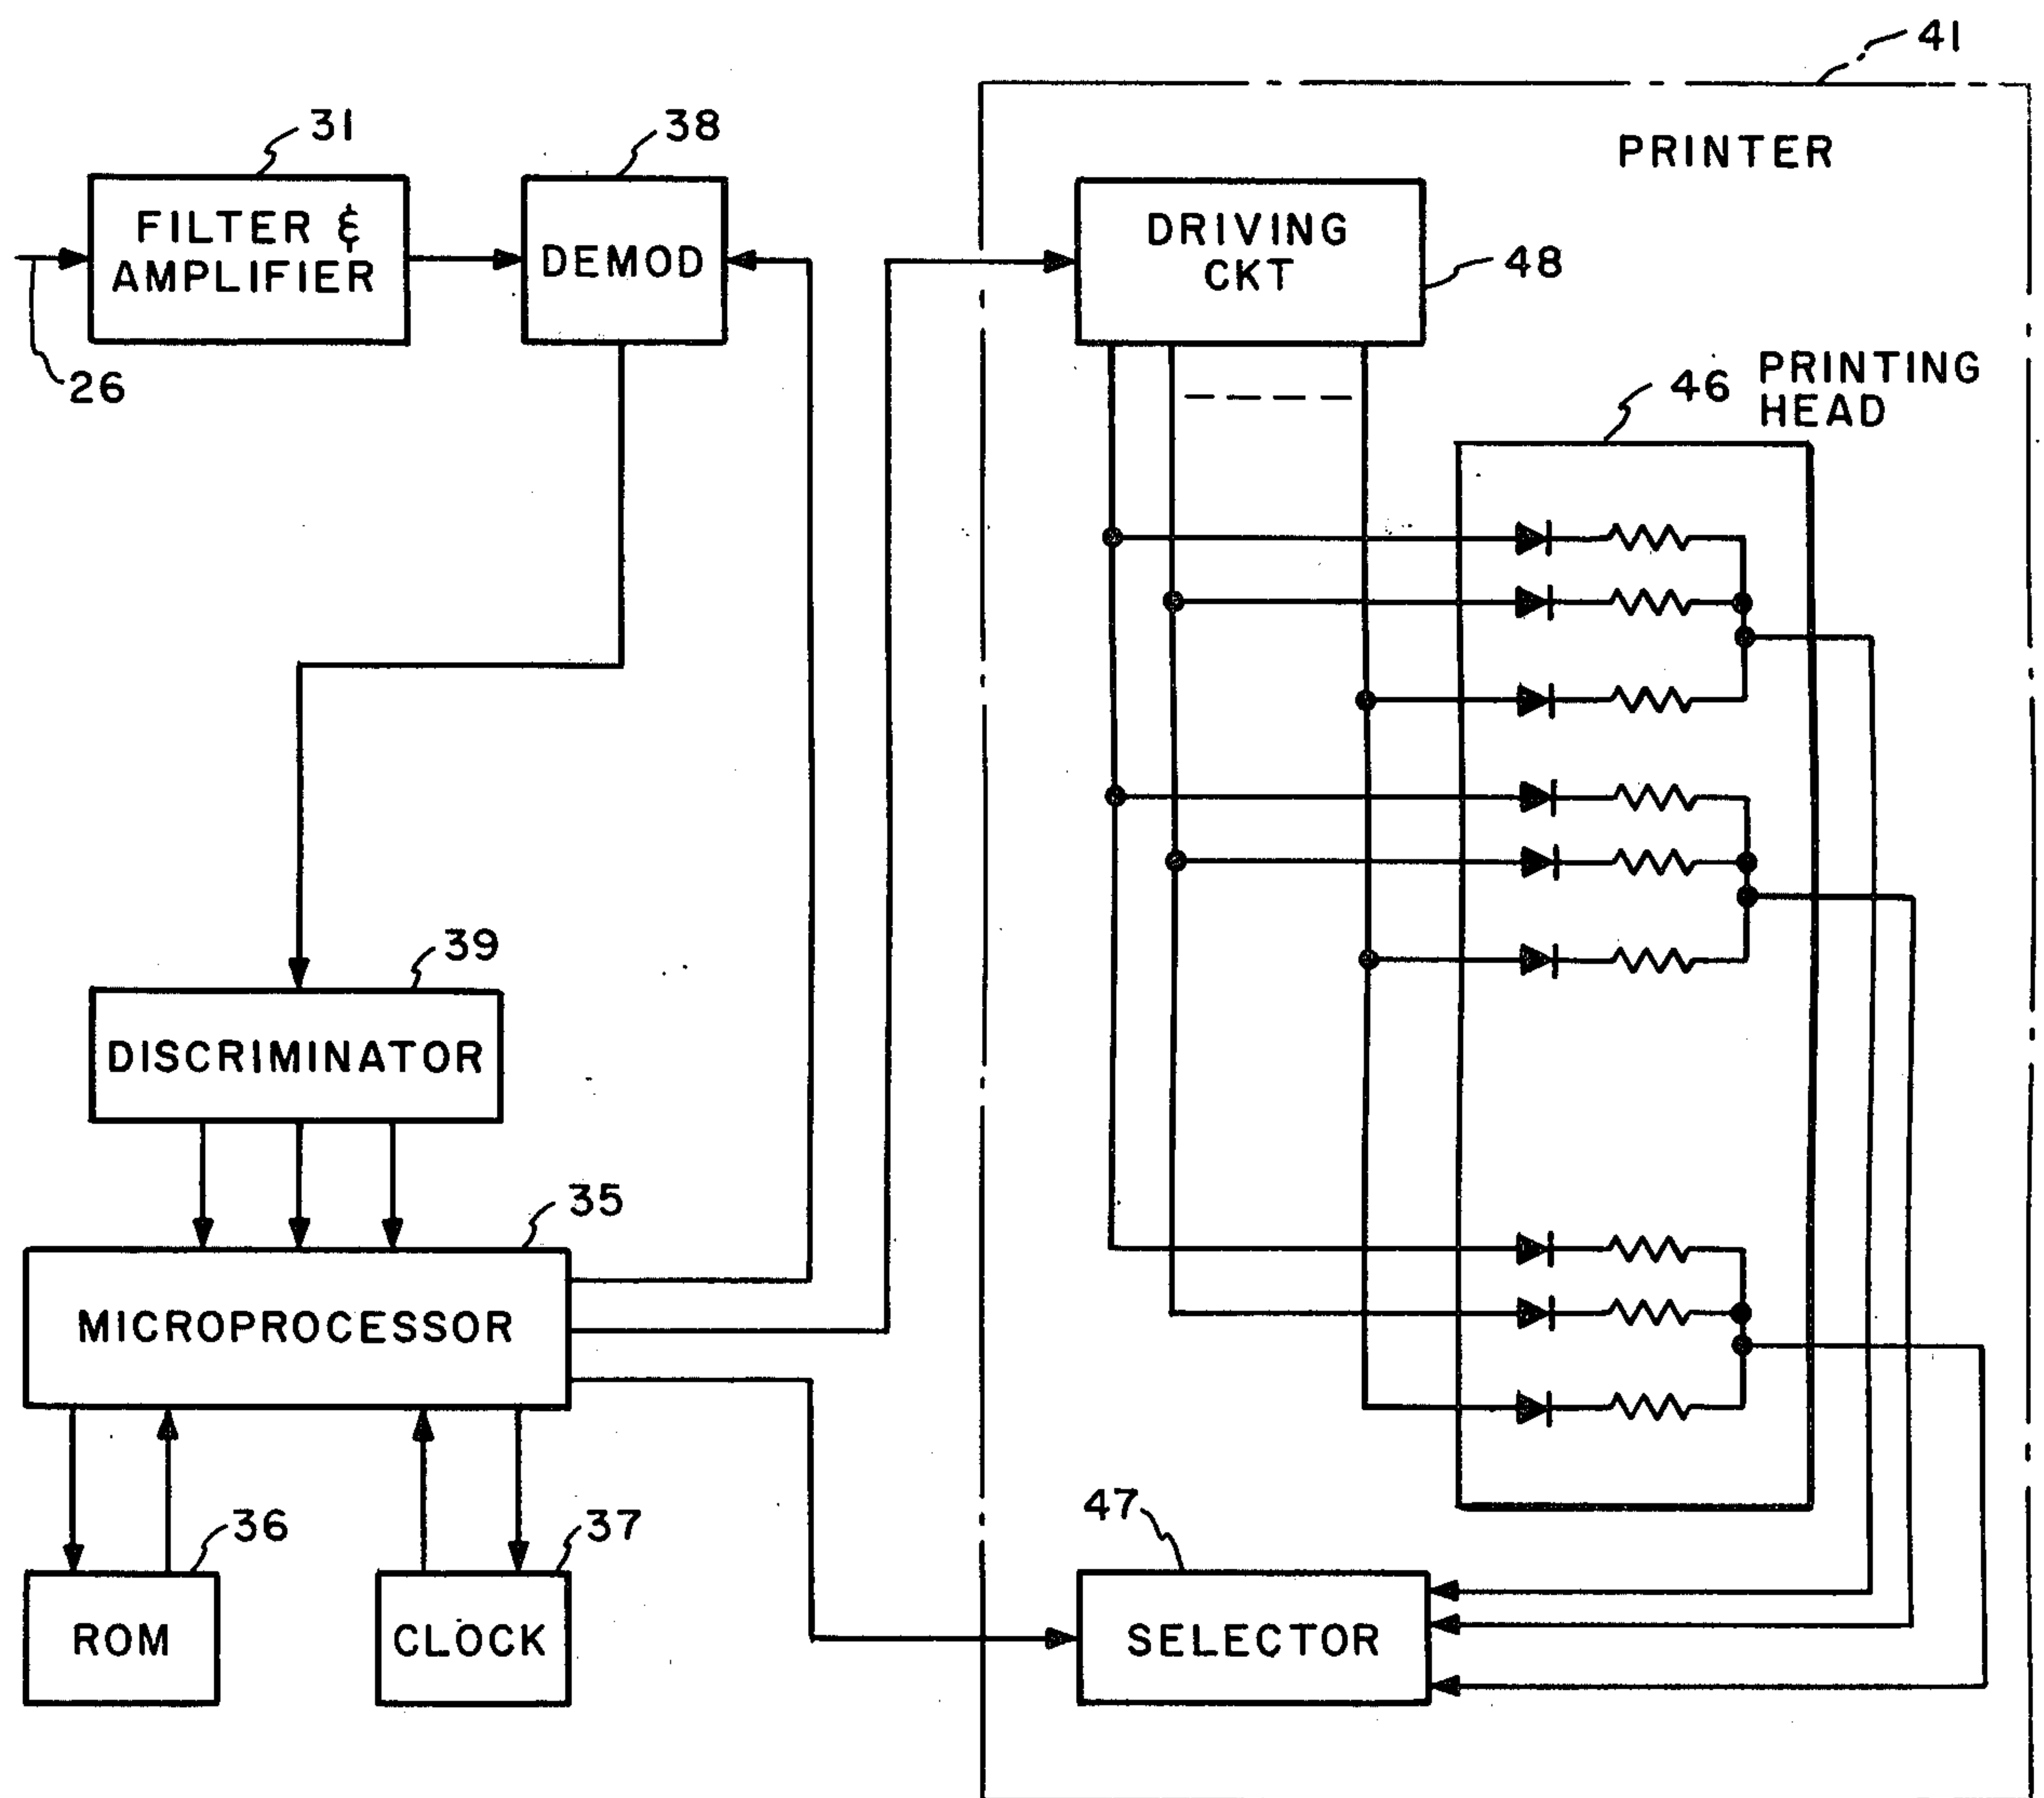 41
31
38
PRINTER
FILTER &
AMPLIFIER
DEMOD
DRIVING
CKT
48
26
46
PRINTING
HEAD
39
DISCRIMINATOR
35
MICROPROCESSOR
36
37
47
ROM
CLOCK
SELECTOR